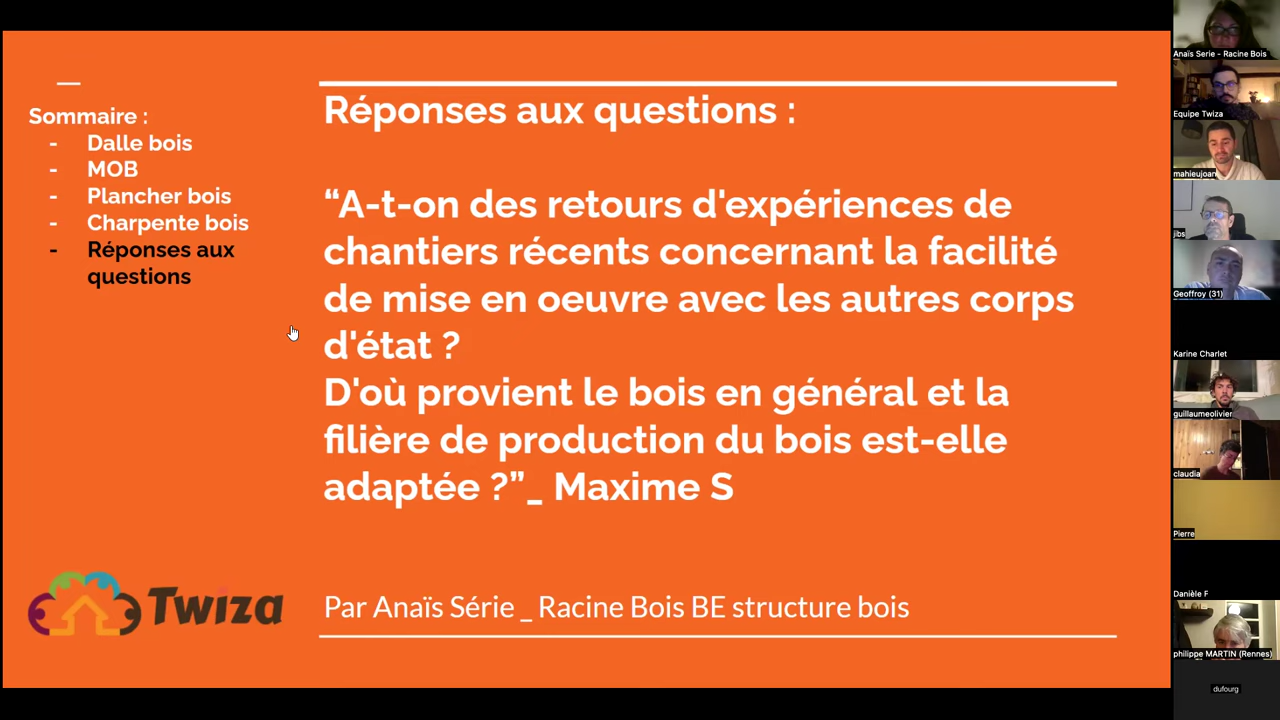 Sommaire :
- Dalle bois
- MOB
- Plancher bois
- Charpente bois
- Réponses aux
questions
Réponses aux questions :
“A-t-on des retours d'expériences de
chantiers récents concernant la facilité
de mise en oeuvre avec les autres corps
d'état ?
D'où provient le bois en général et la
filière de production du bois est-elle
adaptée ?”_ Maxime S
Twiza
Par Anaïs Série _ Racine Bois BE structure bois
Anaïs Serie - Racine Bois
Equipe Twiza
mahieujoan
jibs
Geoffroy (31)
Karine Charlet
guillaumeolivier
claudia
Pierre
Danièle F
philippe MARTIN (Rennes)
dufourg